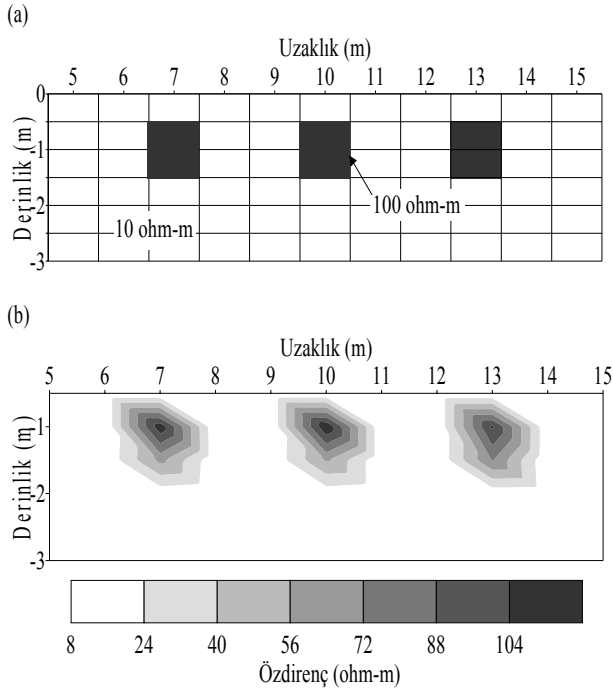 (a)
Uzaklık (m)
5 6 7 8 9 10 11 12 13 14 15
0
-1
-2
-3
Derinlik (m)
100 ohm-m
10 ohm-m
(b)
Uzaklık (m)
5 6 7 8 9 10 11 12 13 14 15
-1
-2
-3
Derinlik (m)
8 24 40 56 72 88 104
Özdirenç (ohm-m)